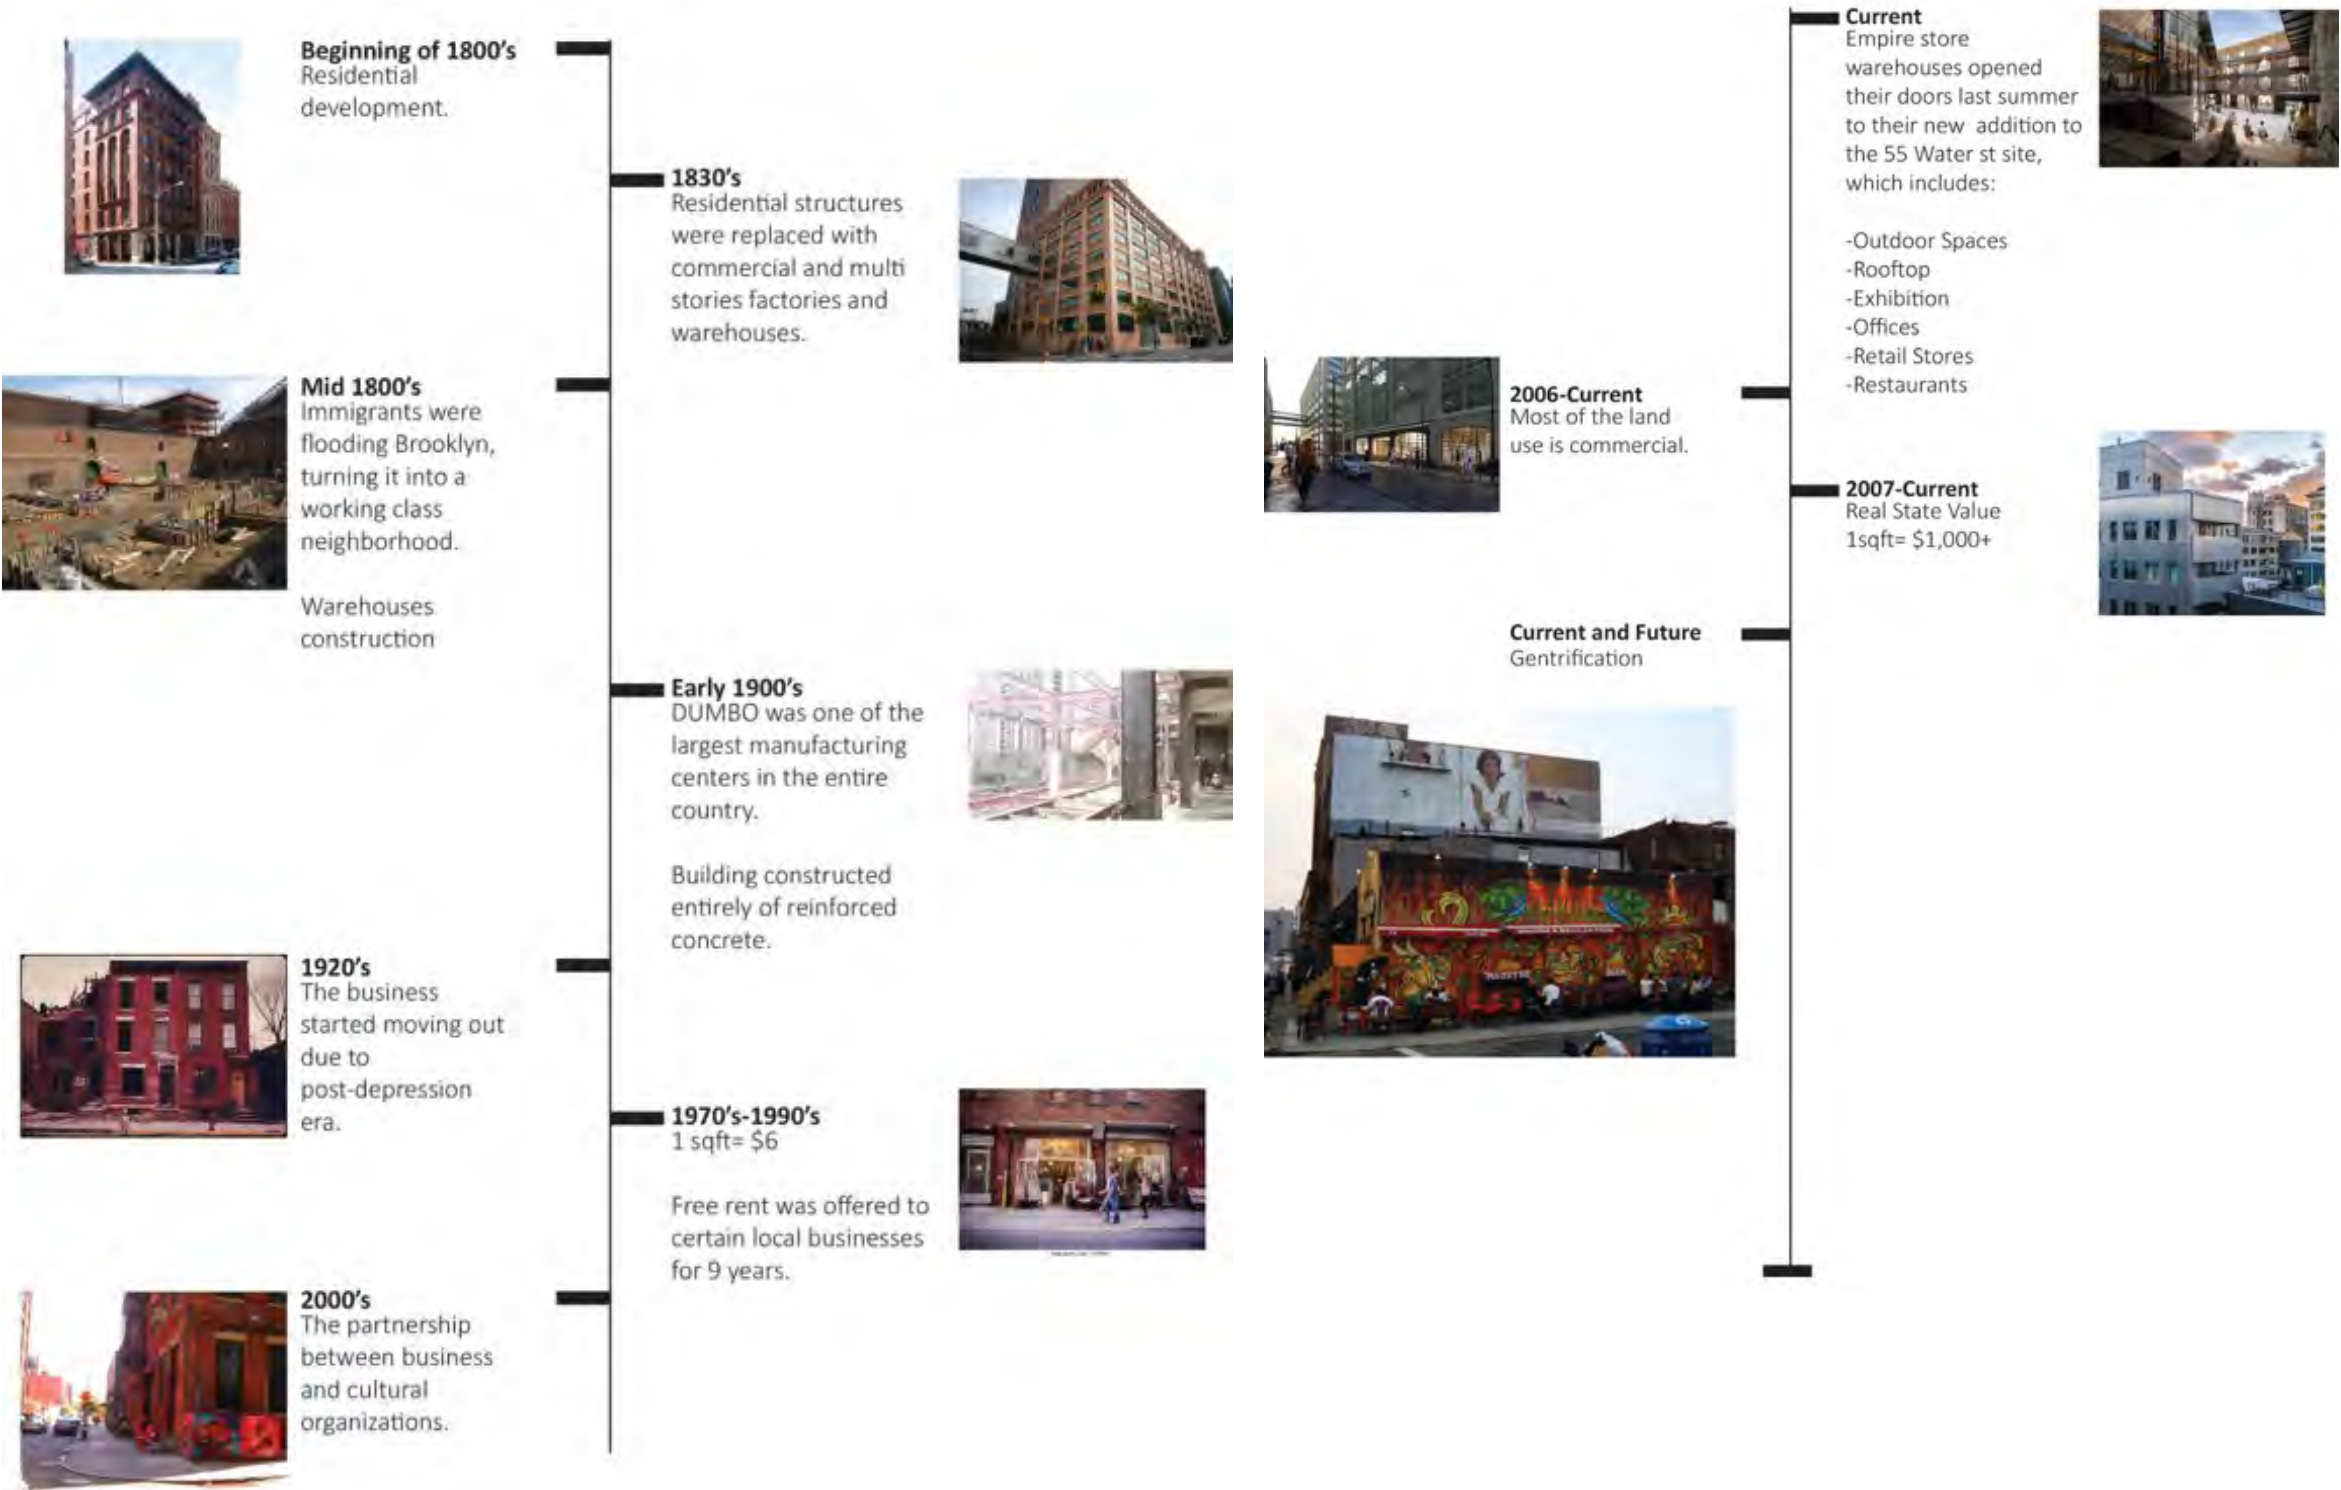 Beginning of 1800's
Residential
development.
1830's
Residential structures
were replaced with
commercial and multi
stories factories and
warehouses.
Mid 1800's
Immigrants were
flooding Brooklyn,
turning it into a
working class
neighborhood.
Warehouses
construction
Early 1900's
DUMBO was one of the
largest manufacturing
centers in the entire
country.
Building constructed
entirely of reinforced
concrete.
1920's
The business
started moving out
due to
post-depression
era.
1970's-1990's
1 sqft= $6
Free rent was offered to
certain local businesses
for 9 years.
2000's
The partnership
between business
and cultural
organizations.
Current
Empire store
warehouses opened
their doors last summer
to their new addition to
the 55 Water st site,
which includes:
-Outdoor Spaces
-Rooftop
-Exhibition
-Offices
-Retail Stores
-Restaurants
2006-Current
Most of the land
use is commercial.
2007-Current
Real State Value
1sqft= $1,000+
Current and Future
Gentrification